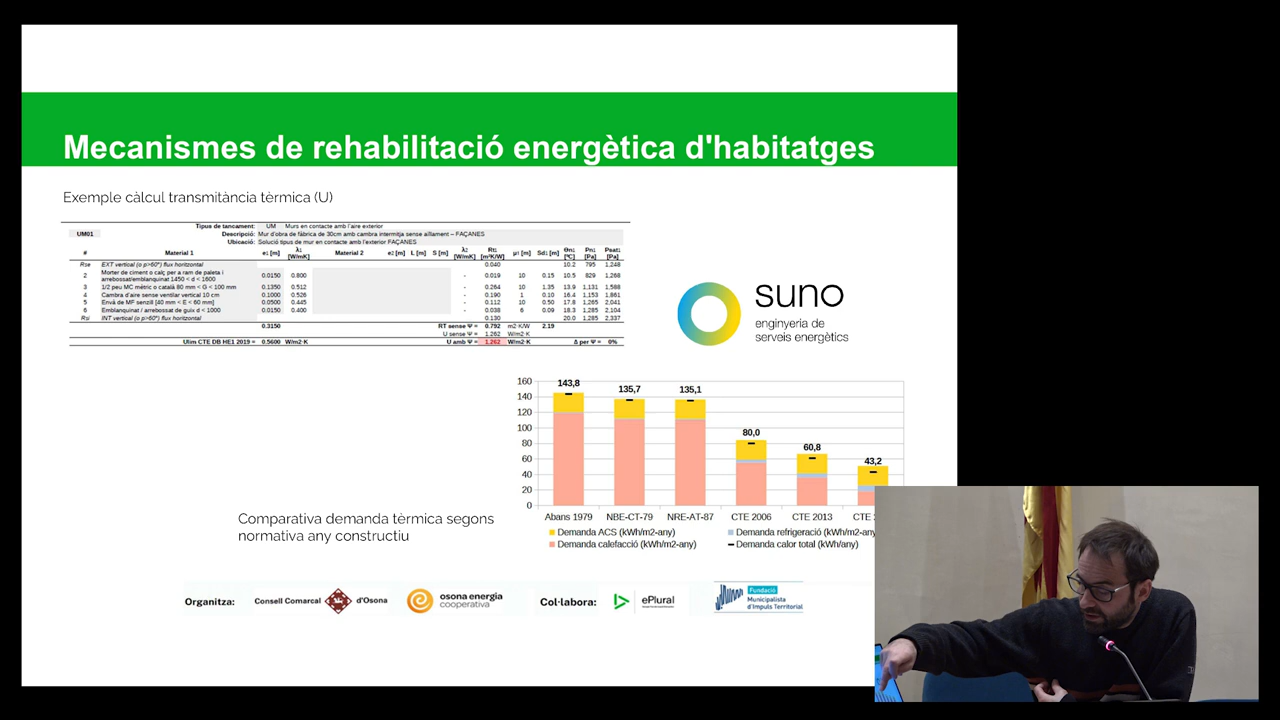 Mecanismes de rehabilitació energètica d'habitatges
Exemple càlcul transmitància tèrmica (U)
Tipus de tancament: UM Murs en contacte amb l'aire exterior
UM01 Descripció: Mur d'obra de fàbrica de 30cm amb cambra intermitja sense aïllament – FAÇANES
Ubicació: Solució tipus de mur en contacte amb l'exterior FAÇANES
# Material 1 e1 [m] λ1 [W/mK] Material 2 e2 [m] L [m] S [m] λ2 [W/mK] Rt1 [m²K/W] μ1 [m] Sd1 [m] Θn1 [ºC] Pn1 [Pa] Psat1 [Pa]
Rse EXT vertical (o p>60º) flux horitzontal 0.040 10.2 795 1,248
2 Morter de ciment o calç per a ram de paleta i arrebossat/emblanquinat 1450 < d < 1600 0.0150 0.800 - 0.019 10 0.15 10.5 829 1,268
3 1/2 peu MC mètric o català 80 mm < G < 100 mm 0.1350 0.512 - 0.264 10 1.35 13.9 1,131 1,588
4 Cambra d'aire sense ventilar vertical 10 cm 0.1000 0.526 - 0.190 1 0.10 16.4 1,153 1,861
5 Envà de MF senzill [40 mm < E < 60 mm] 0.0500 0.445 - 0.112 10 0.50 17.8 1,265 2,041
6 Emblanquinat / arrebossat de guix d < 1000 0.0150 0.400 - 0.038 6 0.09 18.3 1,285 2,104
Rsi INT vertical (o p>60º) flux horitzontal 0.130 20.0 1,285 2,337
0.3150 RT sense Ψ = 0.792 m2·K/W 2.19
U sense Ψ = 1.262 W/m2·K
Ulim CTE DB HE1 2019 = 0.5600 W/m2·K U amb Ψ = 1.262 W/m2·K Δ per Ψ = 0%
suno
enginyeria de
serveis energètics
160
140
120
100
80
60
40
20
0
143,8
135,7
135,1
80,0
60,8
43,2
Abans 1979 NBE-CT-79 NRE-AT-87 CTE 2006 CTE 2013 CTE
Demanda ACS (kWh/m2-any) Demanda refrigeració (kWh/m2-any
Demanda calefacció (kWh/m2-any) Demanda calor total (kWh/any)
Comparativa demanda tèrmica segons
normativa any constructiu
Organitza: Consell Comarcal d'Osona osona energia cooperativa Col·labora: ePlural Fundació Municipalista d'Impuls Territorial